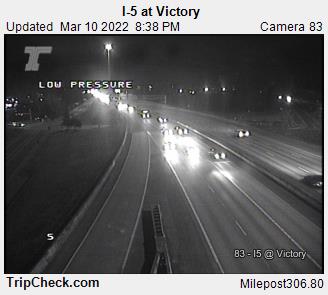 I-5 at Victory
Updated Mar 10 2022 8:38 PM Camera 83
T
LOW PRESSURE
S
83 - I5 @ Victory
TripCheck.com Milepost306.80